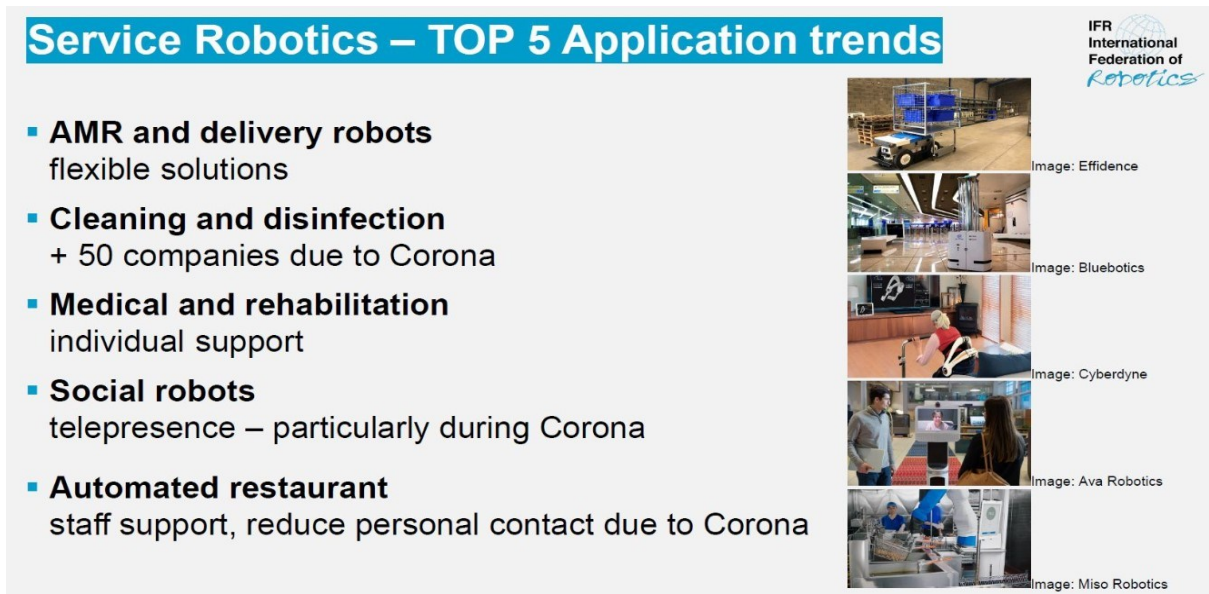 Service Robotics – TOP 5 Application trends
IFR
International
Federation of
Robotics
▪ AMR and delivery robots
flexible solutions
Image: Effidence
▪ Cleaning and disinfection
+ 50 companies due to Corona
Image: Bluebotics
▪ Medical and rehabilitation
individual support
Image: Cyberdyne
▪ Social robots
telepresence – particularly during Corona
Image: Ava Robotics
▪ Automated restaurant
staff support, reduce personal contact due to Corona
Image: Miso Robotics